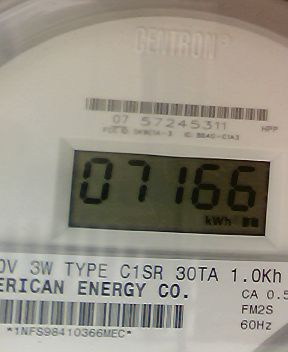 CENTRON®
07 57245311
HPP
07166
kWh
0V 3W TYPE C1SR 30TA 1.0Kh
ERICAN ENERGY CO.
CA 0.5
FM2S
60Hz
*1NFS98410366MEC*